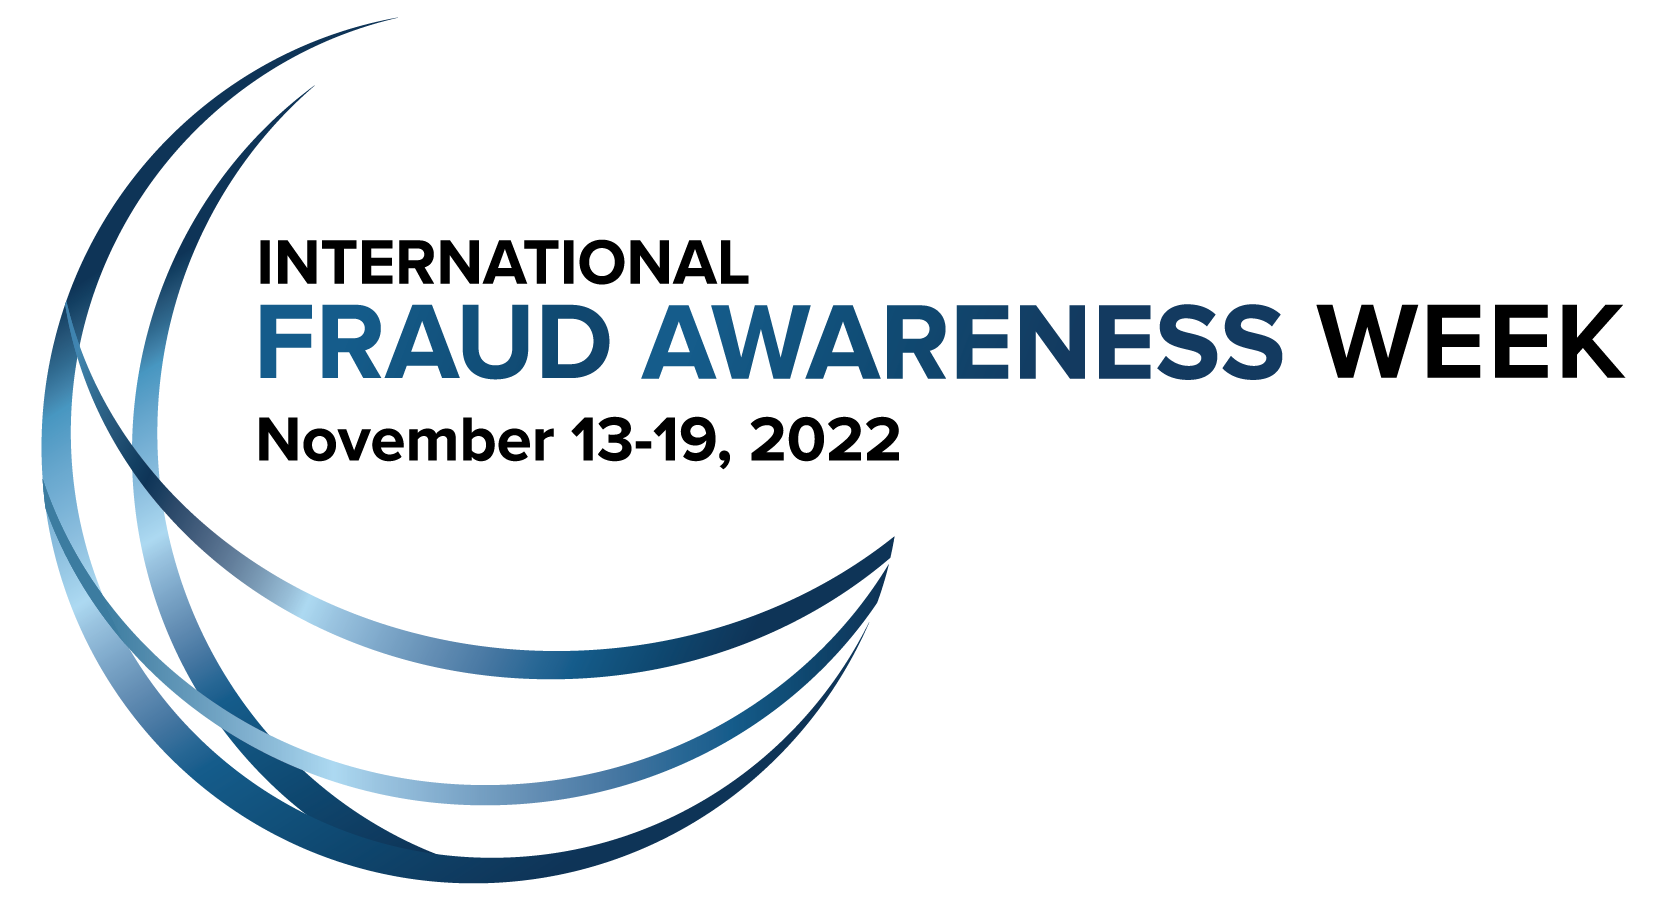 INTERNATIONAL
FRAUD AWARENESS WEEK
November 13-19, 2022